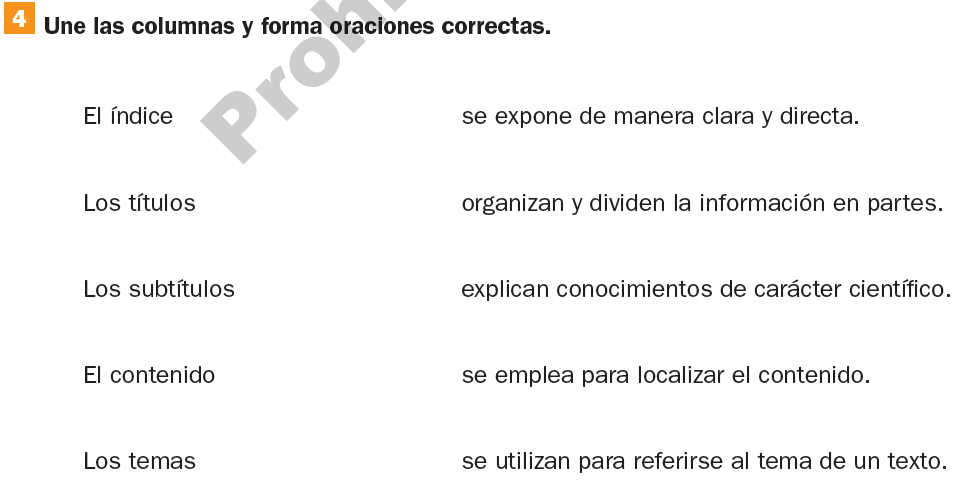 4 Une las columnas y forma oraciones correctas.
El índice se expone de manera clara y directa.
Los títulos organizan y dividen la información en partes.
Los subtítulos explican conocimientos de carácter científico.
El contenido se emplea para localizar el contenido.
Los temas se utilizan para referirse al tema de un texto.